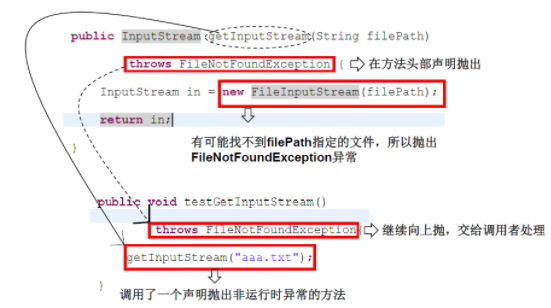 public InputStream getInputStream(String filePath)
throws FileNotFoundException { 在方法头部声明抛出
InputStream in = new FileInputStream(filePath);
return in;
有可能找不到filePath指定的文件，所以抛出
FileNotFoundException异常
}
public void testGetInputStream()
throws FileNotFoundException{ 继续向上抛，交给调用者处理
getInputStream("aaa.txt");
}
调用了一个声明抛出非运行时异常的方法